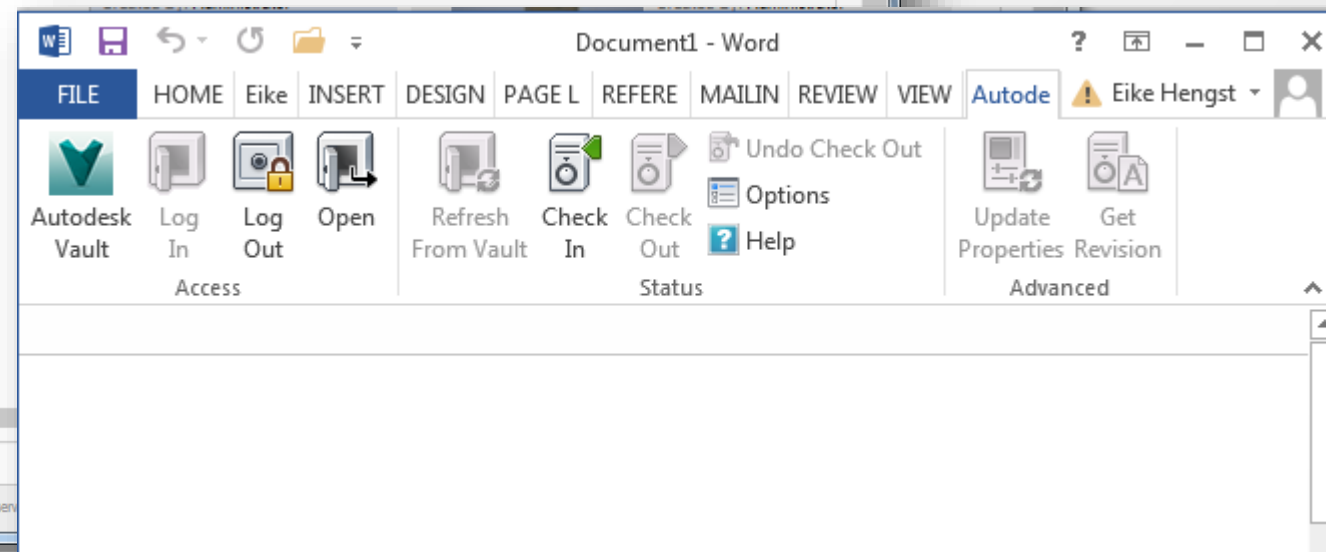 Document1 - Word
FILE HOME Eike INSERT DESIGN PAGE L REFERE MAILIN REVIEW VIEW Autode Eike Hengst
Undo Check Out
Options
Help
Autodesk Log Log Open Refresh Check Check Update Get
Vault In Out From Vault In Out Properties Revision
Access Status Advanced